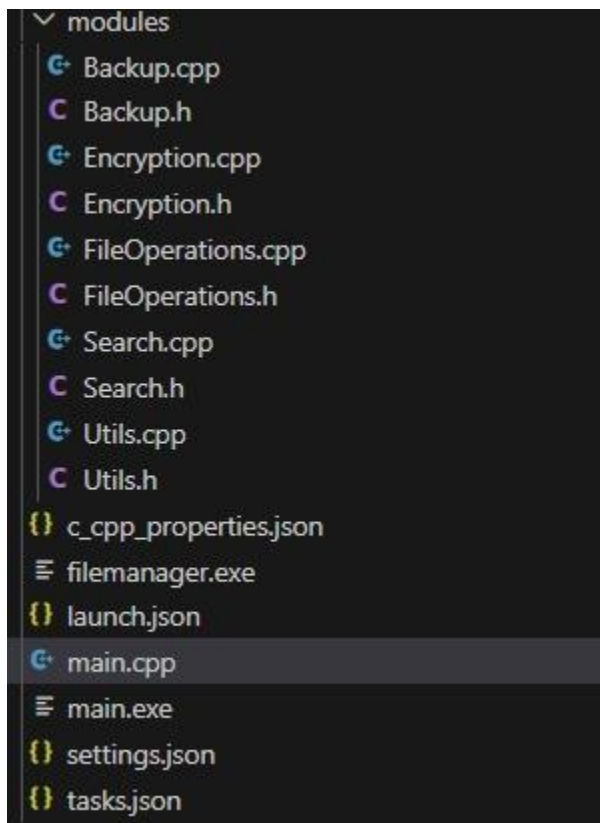 modules
Backup.cpp
Backup.h
Encryption.cpp
Encryption.h
FileOperations.cpp
FileOperations.h
Search.cpp
Search.h
Utils.cpp
Utils.h
c_cpp_properties.json
filemanager.exe
launch.json
main.cpp
main.exe
settings.json
tasks.json